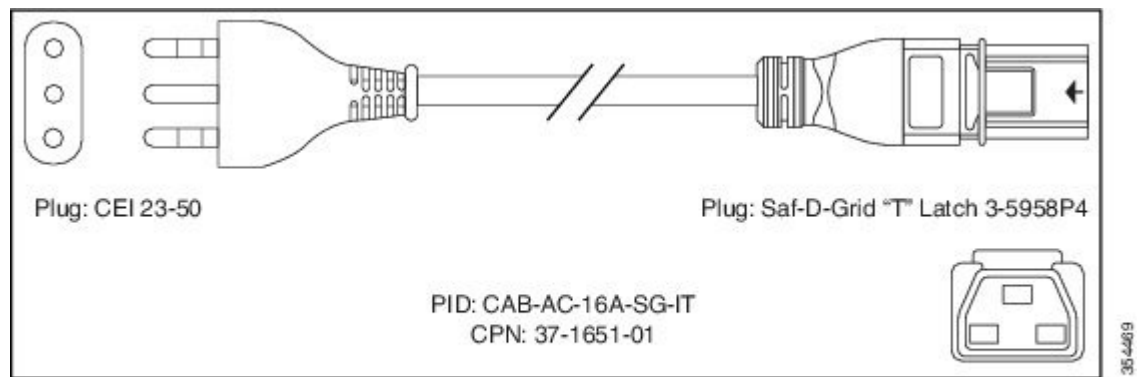 Plug: CEI 23-50
Plug: Saf-D-Grid “T” Latch 3-5958P4
PID: CAB-AC-16A-SG-IT
CPN: 37-1651-01
354469